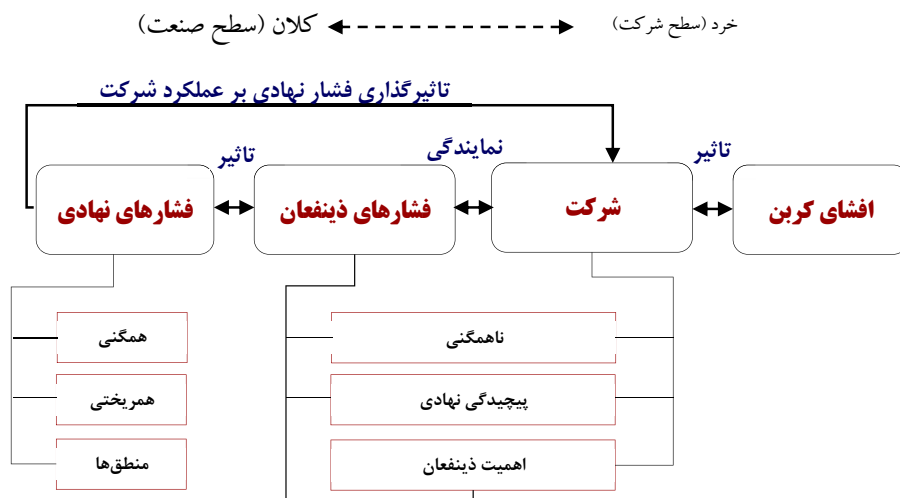 خرد (سطح شرکت)
کلان (سطح صنعت)
تاثیرگذاری فشار نهادی بر عملکرد شرکت
تاثیر
نمایندگی
تاثیر
افشای کربن
شرکت
فشارهای ذینفعان
فشارهای نهادی
ناهمگنی
همگنی
پیچیدگی نهادی
همریختی
اهمیت ذینفعان
منطق‌ها